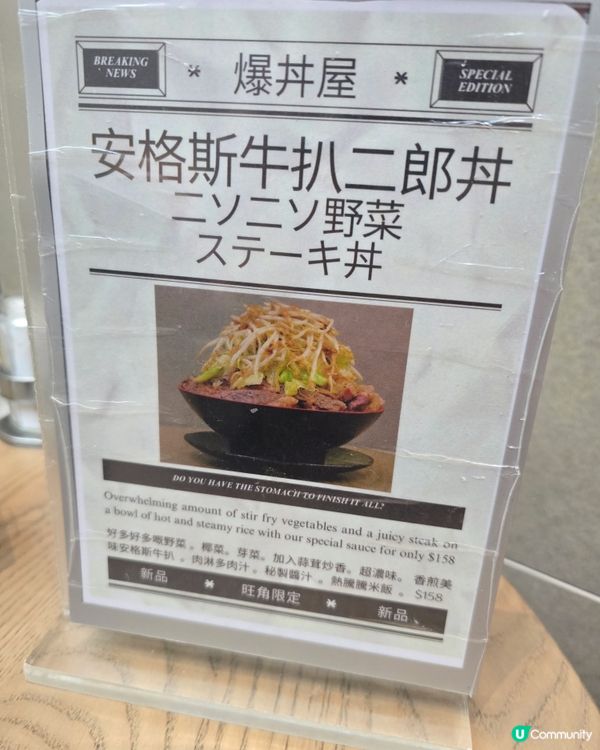 BREAKING
NEWS
* 爆丼屋 *
SPECIAL
EDITION
安格斯牛扒二郎丼
ニソニソ野菜
ステーキ丼
DO YOU HAVE THE STOMACH TO FINISH IT ALL?
Overwhelming amount of stir fry vegetables and a juicy steak on
a bowl of hot and steamy rice with our special sauce for only $158
好多好多嘅野菜。椰菜。芽菜。加入蒜茸炒香。超濃味。 香煎美
味安格斯牛扒 。肉淋多肉汁 。秘製醬汁 。熱騰騰米飯 。 $158
新品 * 旺角限定 * 新品
U Community